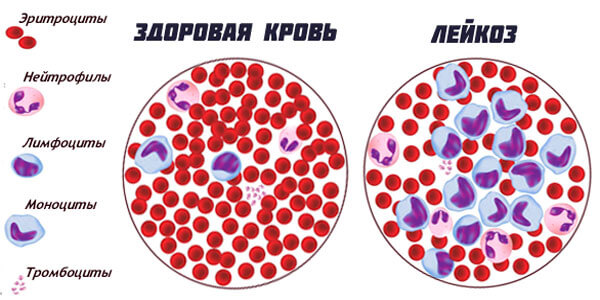 Эритроциты
ЗДОРОВАЯ КРОВЬ
ЛЕЙКОЗ
Нейтрофилы
Лимфоциты
Моноциты
Тромбоциты